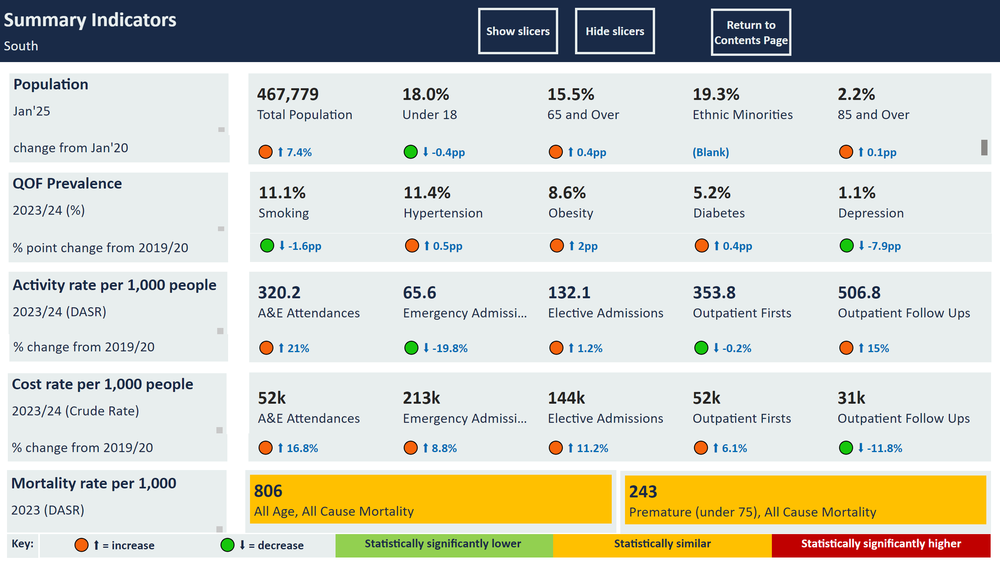 Summary Indicators
South
Show slicers
Hide slicers
Return to
Contents Page
Population
Jan'25
change from Jan'20
467,779
Total Population
⬆ 7.4%
18.0%
Under 18
⬇ -0.4pp
15.5%
65 and Over
⬆ 0.4pp
19.3%
Ethnic Minorities
(Blank)
2.2%
85 and Over
⬆ 0.1pp
QOF Prevalence
2023/24 (%)
% point change from 2019/20
11.1%
Smoking
⬇ -1.6pp
11.4%
Hypertension
⬆ 0.5pp
8.6%
Obesity
⬆ 2pp
5.2%
Diabetes
⬆ 0.4pp
1.1%
Depression
⬇ -7.9pp
Activity rate per 1,000 people
2023/24 (DASR)
% change from 2019/20
320.2
A&E Attendances
⬆ 21%
65.6
Emergency Admissi...
⬇ -19.8%
132.1
Elective Admissions
⬆ 1.2%
353.8
Outpatient Firsts
⬇ -0.2%
506.8
Outpatient Follow Ups
⬆ 15%
Cost rate per 1,000 people
2023/24 (Crude Rate)
% change from 2019/20
52k
A&E Attendances
⬆ 16.8%
213k
Emergency Admissi...
⬆ 8.8%
144k
Elective Admissions
⬆ 11.2%
52k
Outpatient Firsts
⬆ 6.1%
31k
Outpatient Follow Ups
⬇ -11.8%
Mortality rate per 1,000
2023 (DASR)
806
All Age, All Cause Mortality
243
Premature (under 75), All Cause Mortality
Key:
⬆ = increase
⬇ = decrease
Statistically significantly lower
Statistically similar
Statistically significantly higher